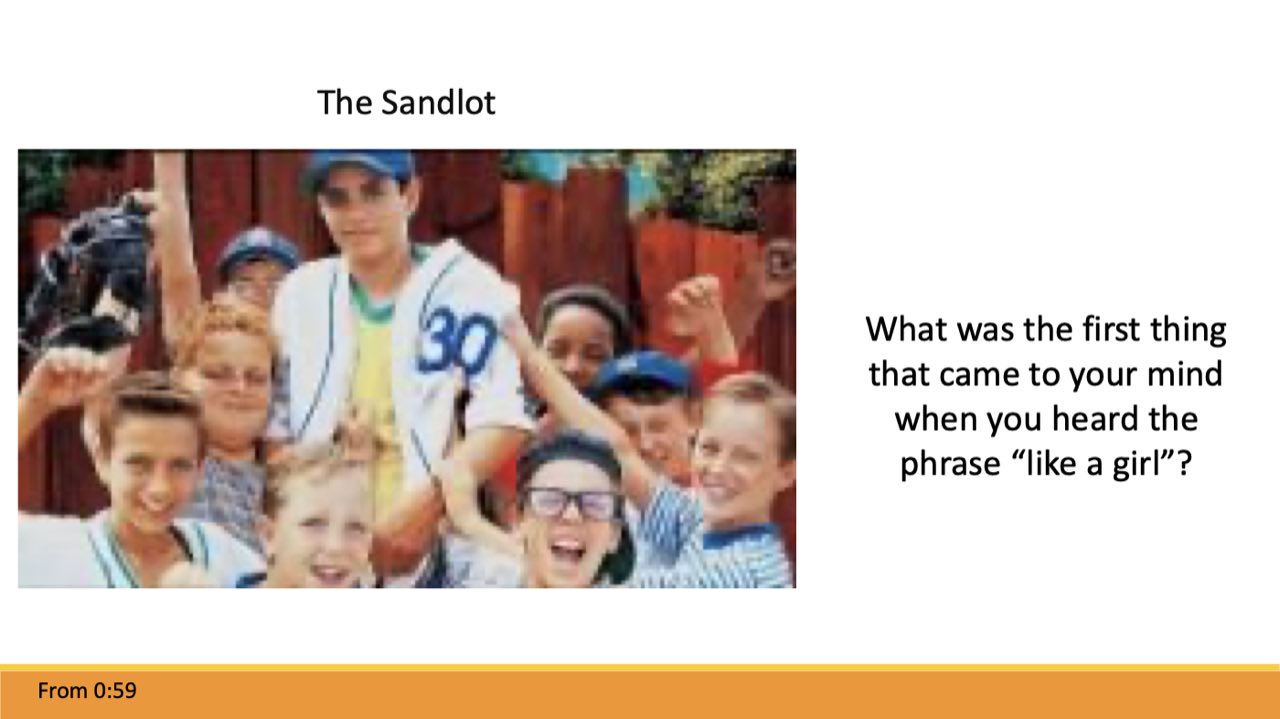 The Sandlot
30
What was the first thing
that came to your mind
when you heard the
phrase “like a girl”?
From 0:59